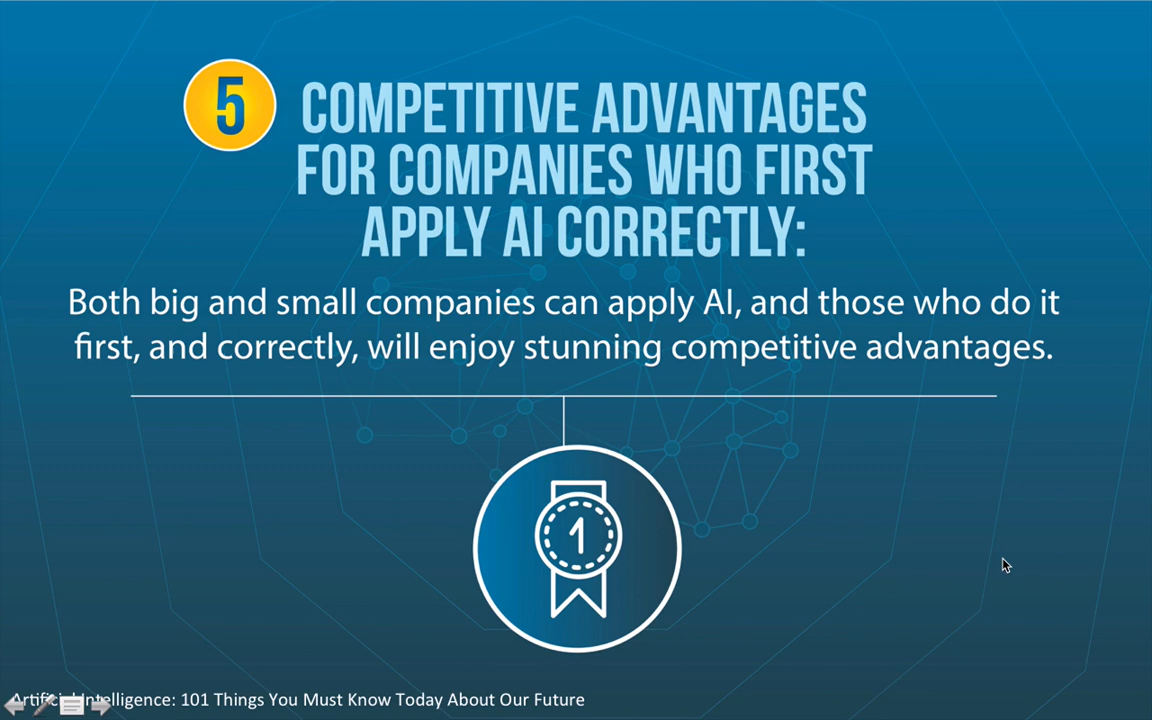 5
COMPETITIVE ADVANTAGES
FOR COMPANIES WHO FIRST
APPLY AI CORRECTLY:
Both big and small companies can apply AI, and those who do it
first, and correctly, will enjoy stunning competitive advantages.
1
Artificial Intelligence: 101 Things You Must Know Today About Our Future